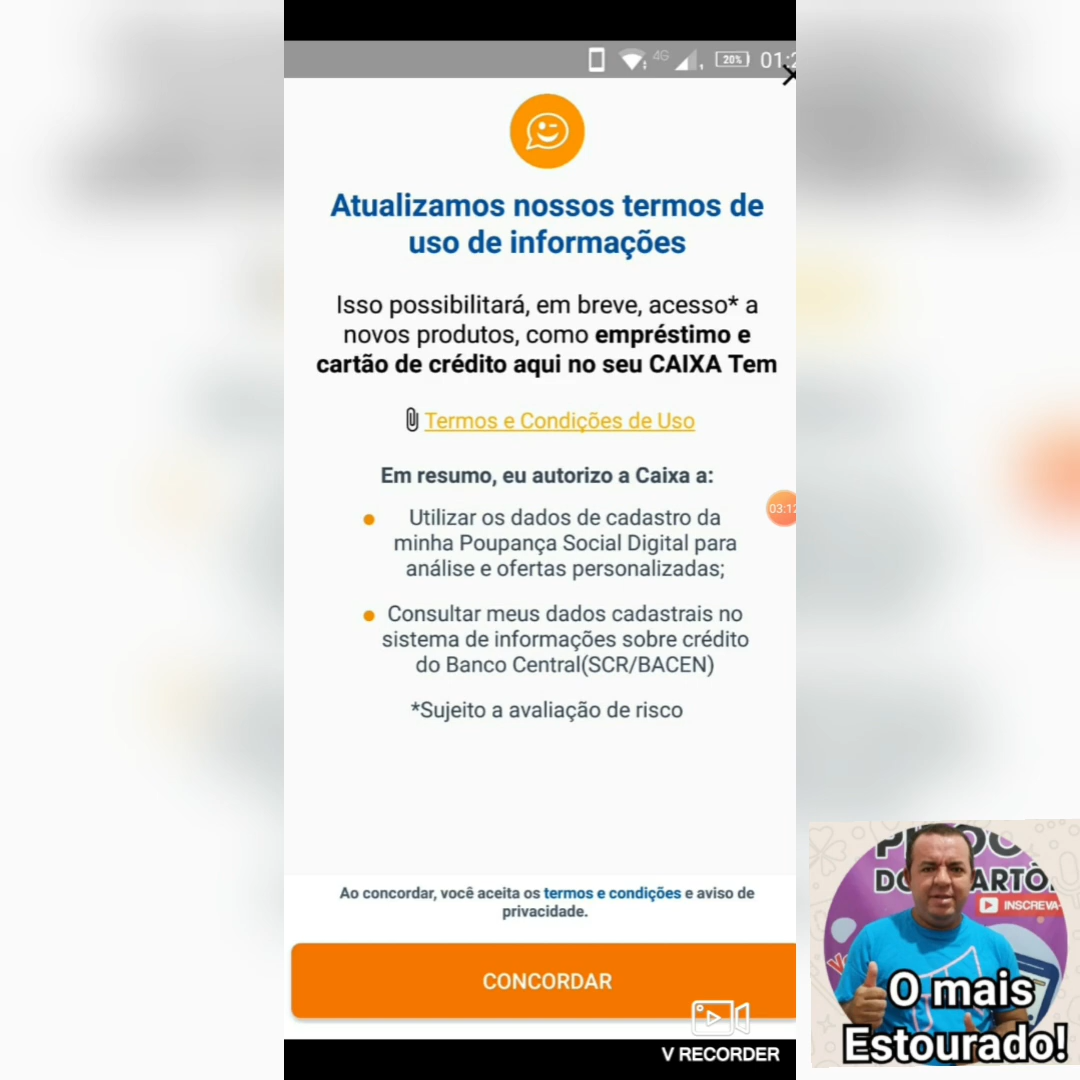 4G 20%
Atualizamos nossos termos de
uso de informações
Isso possibilitará, em breve, acesso* a
novos produtos, como empréstimo e
cartão de crédito aqui no seu CAIXA Tem
Termos e Condições de Uso
Em resumo, eu autorizo a Caixa a:
Utilizar os dados de cadastro da
minha Poupança Social Digital para
análise e ofertas personalizadas;
03:12
Consultar meus dados cadastrais no
sistema de informações sobre crédito
do Banco Central(SCR/BACEN)
*Sujeito a avaliação de risco
Ao concordar, você aceita os termos e condições e aviso de
privacidade.
CONCORDAR
V RECORDER
INSCREVA
O mais
Estourado!